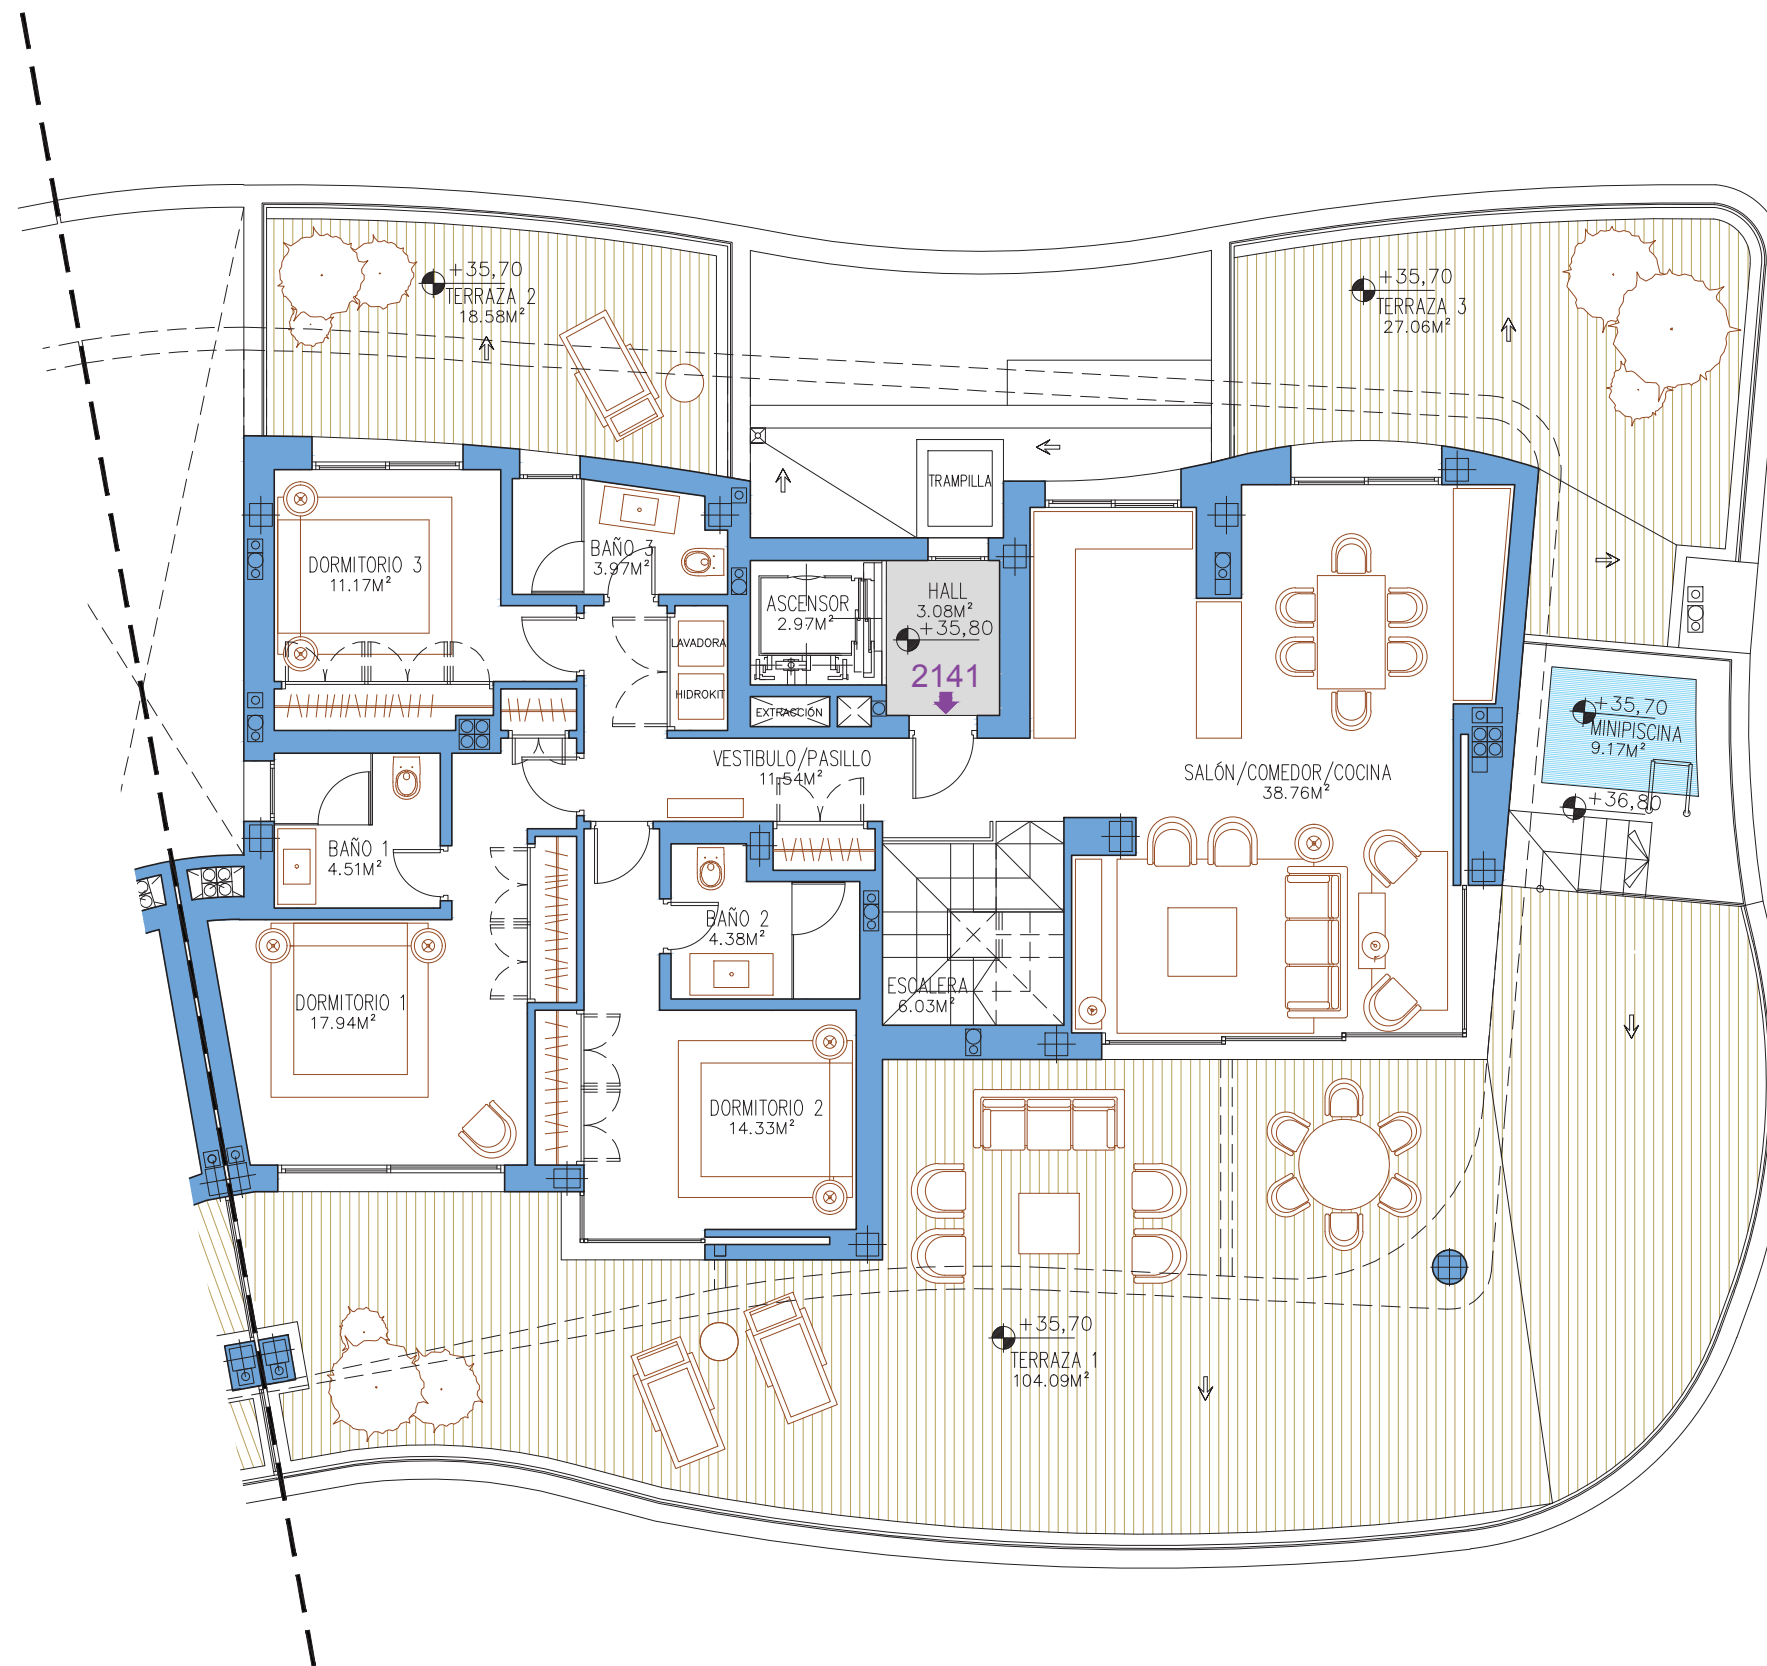 +35,70
TERRAZA 2
18.58M²
+35,70
TERRAZA 3
27.06M²
TRAMPILLA
DORMITORIO 3
11.17M²
BAÑO 3
3.97M²
ASCENSOR
2.97M²
HALL
3.08M²
+35,80
2141
LAVADORA
HIDROKIT
EXTRACCIÓN
+35,70
MINIPISCINA
9.17M²
+36,80
VESTIBULO/PASILLO
11.54M²
SALÓN/COMEDOR/COCINA
38.76M²
BAÑO 1
4.51M²
BAÑO 2
4.38M²
ESCALERA
6.03M²
DORMITORIO 1
17.94M²
DORMITORIO 2
14.33M²
+35,70
TERRAZA 1
104.09M²